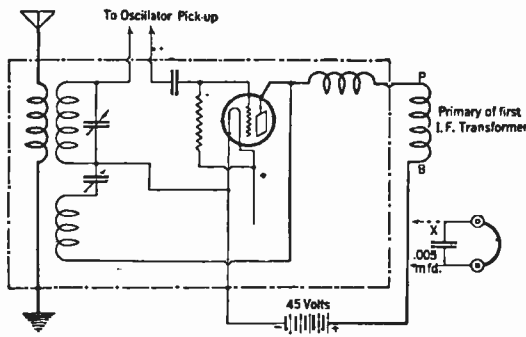 To Oscillator Pick-up
P
Primary of first
I.F. Transformer
B
X
.005
mfd.
45 Volts
- +